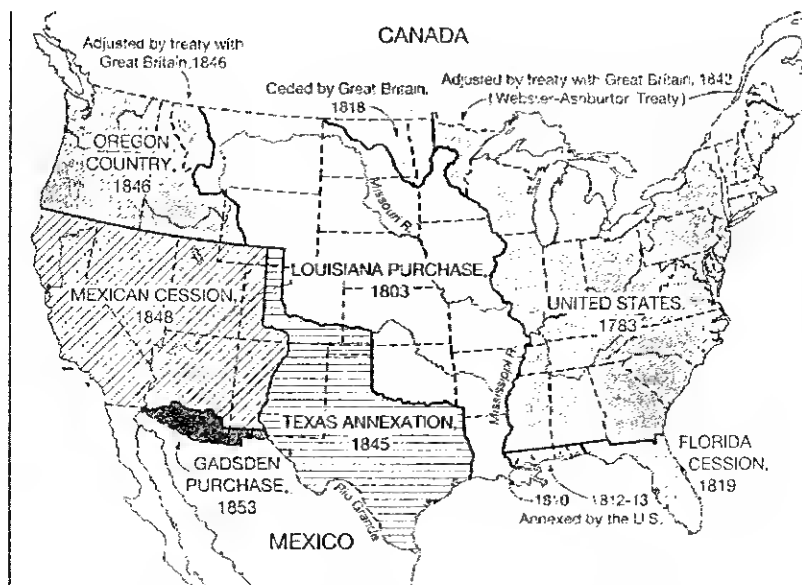 CANADA
Adjusted by treaty with
Great Britain, 1846
Ceded by Great Britain,
1818
Adjusted by treaty with Great Britain, 1842
(Webster-Ashburton Treaty)
OREGON
COUNTRY,
1846
Missouri R.
LOUISIANA PURCHASE,
1803
MEXICAN CESSION,
1848
UNITED STATES,
1783
Mississippi R.
TEXAS ANNEXATION,
1845
GADSDEN
PURCHASE,
1853
FLORIDA
CESSION,
1819
1810
1812-13
Annexed by the U.S.
Rio Grande
MEXICO